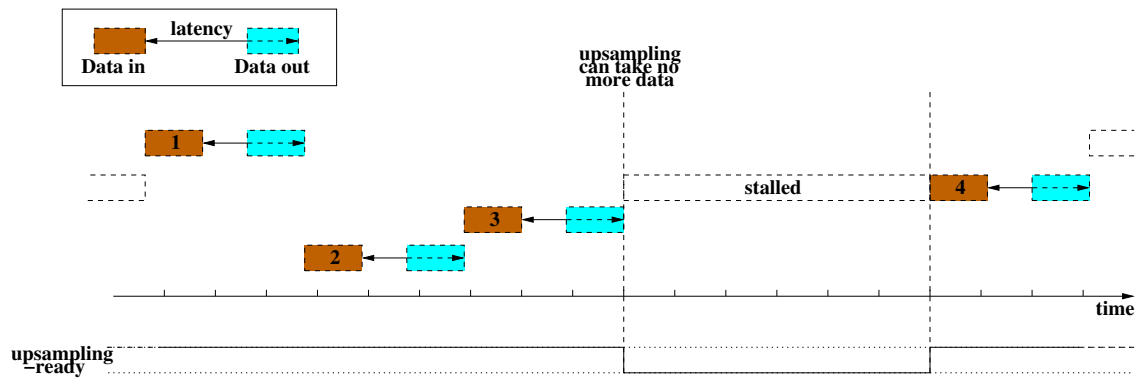 latency
Data in
Data out
upsampling
can take no
more data
1
stalled
4
3
2
time
upsampling
−ready